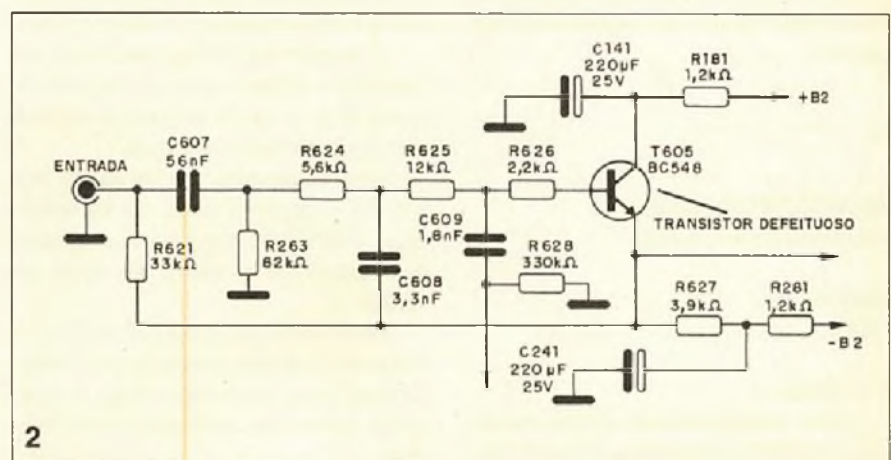 C141
220µF
25V
R181
1,2kΩ
+B2
ENTRADA
C607
56nF
R624
5,6kΩ
R625
12kΩ
R626
2,2kΩ
T605
BC548
TRANSISTOR DEFEITUOSO
R621
33kΩ
R263
82kΩ
C608
3,3nF
C609
1,8nF
R628
330kΩ
R627
3,9kΩ
R281
1,2kΩ
-B2
C241
220µF
25V
2